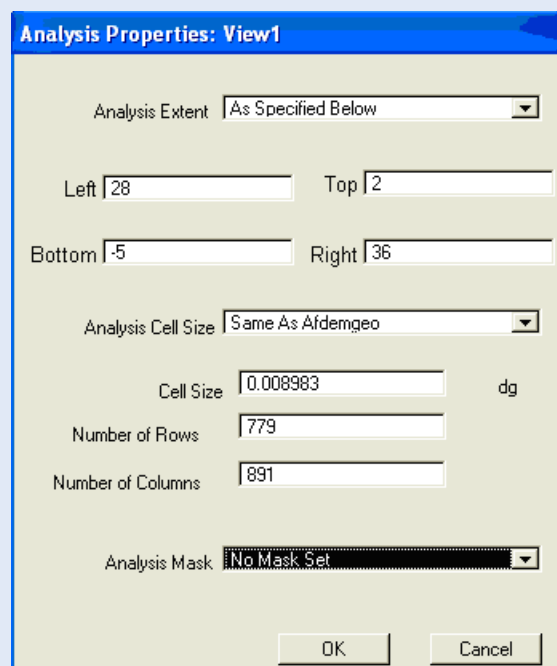 Analysis Properties: View1
Analysis Extent As Specified Below
Left 28 Top 2
Bottom -5 Right 36
Analysis Cell Size Same As Afdemgeo
Cell Size 0.008983 dg
Number of Rows 779
Number of Columns 891
Analysis Mask No Mask Set
OK Cancel